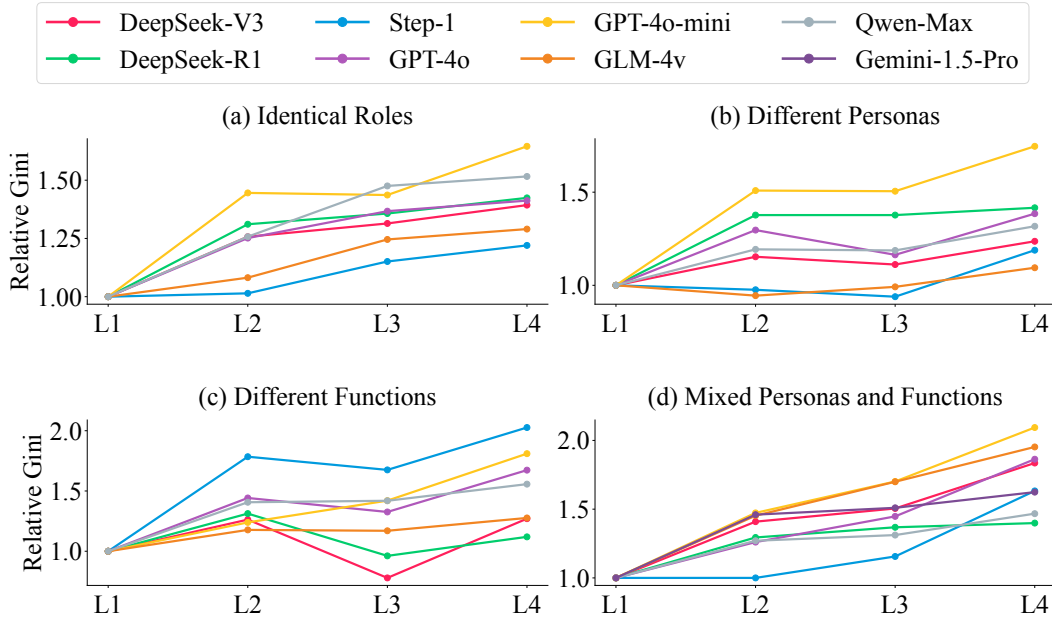 DeepSeek-V3 Step-1 GPT-4o-mini Qwen-Max
DeepSeek-R1 GPT-4o GLM-4v Gemini-1.5-Pro
(a) Identical Roles
Relative Gini
1.50
1.25
1.00
L1 L2 L3 L4
(b) Different Personas
1.5
1.0
L1 L2 L3 L4
(c) Different Functions
Relative Gini
2.0
1.5
1.0
L1 L2 L3 L4
(d) Mixed Personas and Functions
2.0
1.5
1.0
L1 L2 L3 L4